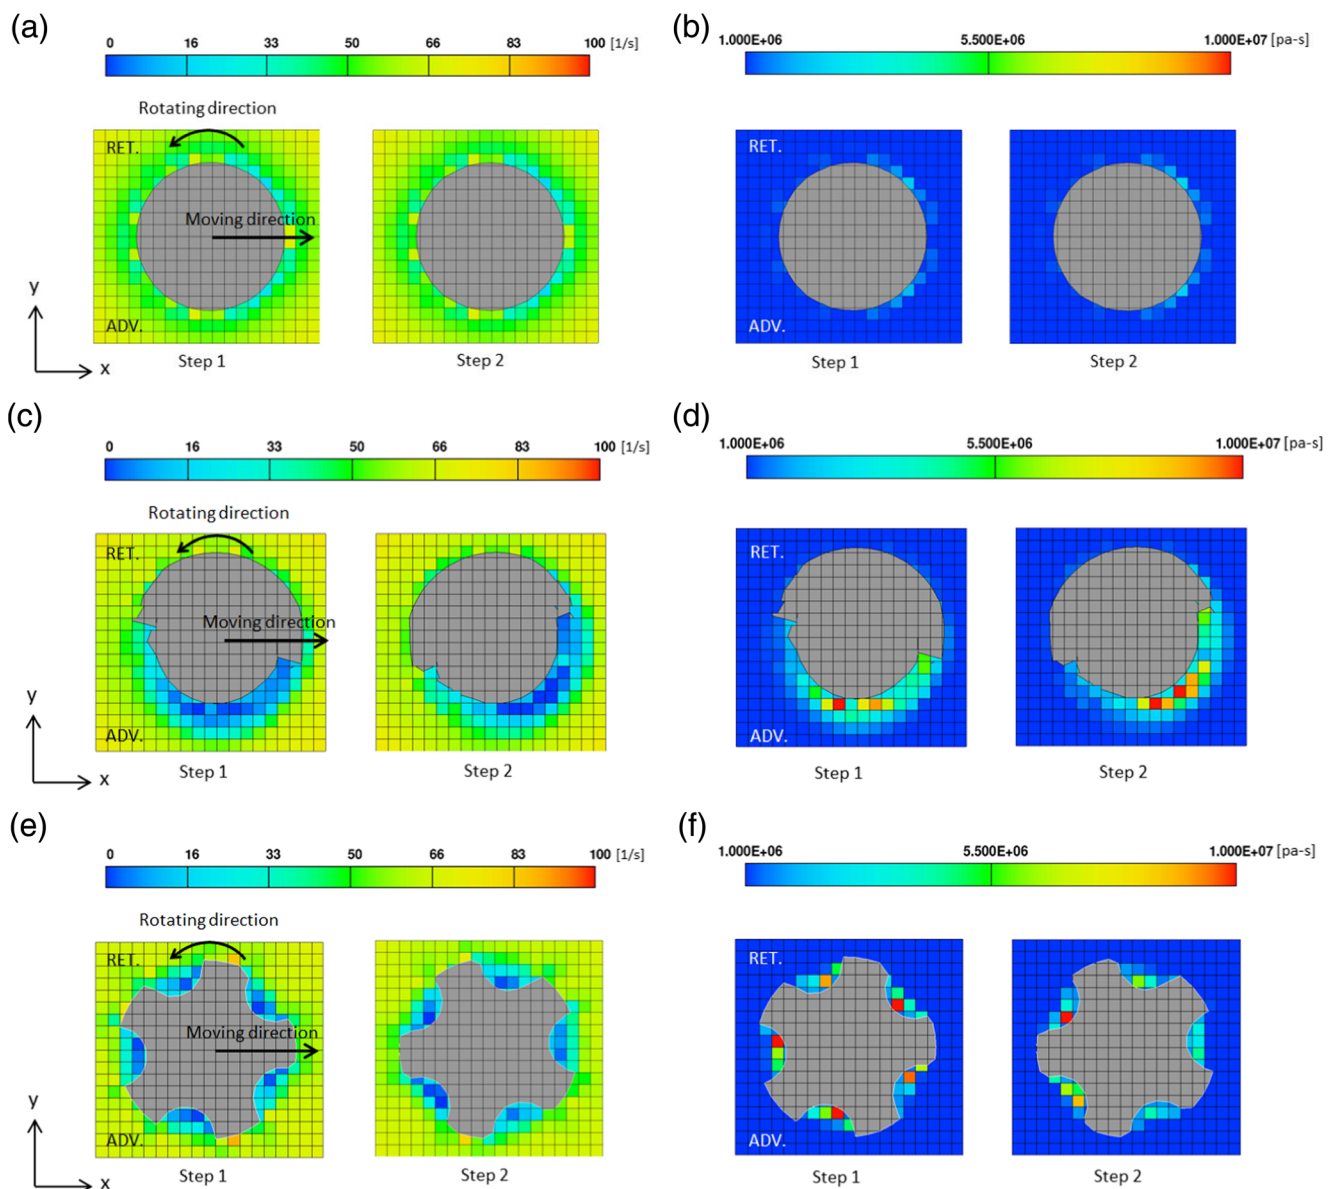 (a)
0 16 33 50 66 83 100 [1/s]
Rotating direction
RET.
Moving direction
ADV.
y
x
Step 1
Step 2
(b)
1.000E+06 5.500E+06 1.000E+07 [pa-s]
RET.
ADV.
Step 1
Step 2
(c)
0 16 33 50 66 83 100 [1/s]
Rotating direction
RET.
Moving direction
ADV.
y
x
Step 1
Step 2
(d)
1.000E+06 5.500E+06 1.000E+07 [pa-s]
RET.
ADV.
Step 1
Step 2
(e)
0 16 33 50 66 83 100 [1/s]
Rotating direction
RET.
Moving direction
ADV.
y
x
Step 1
Step 2
(f)
1.000E+06 5.500E+06 1.000E+07 [pa-s]
RET.
ADV.
Step 1
Step 2